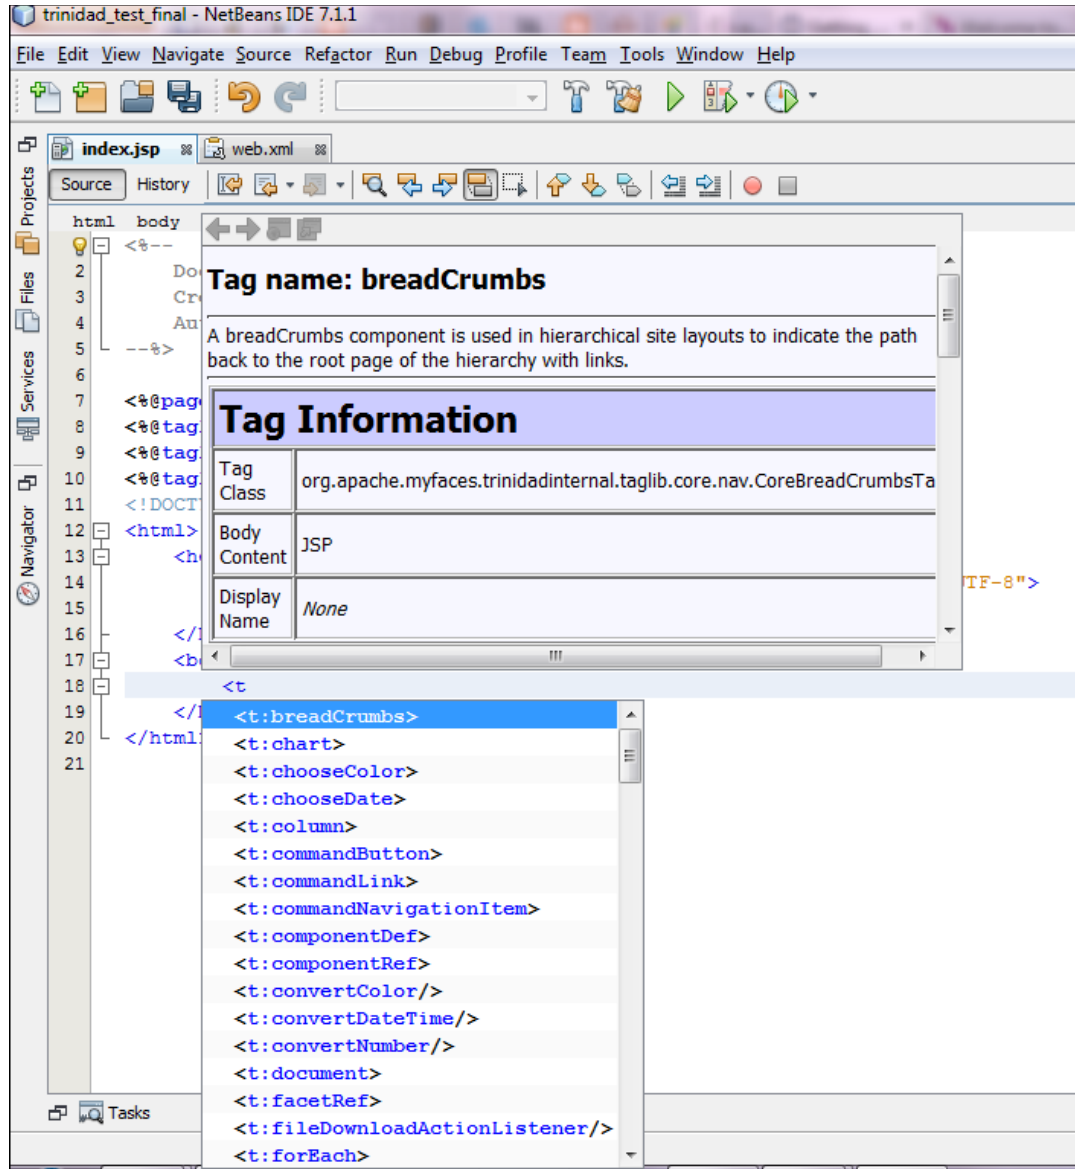 trinidad_test_final - NetBeans IDE 7.1.1
File Edit View Navigate Source Refactor Run Debug Profile Team Tools Window Help
index.jsp web.xml
Source History
Projects
Files
Services
Navigator
html body
<%--
2 Do
3 Cr
4 Au
5 --%>
6
7 <%@pag
8 <%@tag
9 <%@tag
10 <%@tag
11 <!DOCT
12 <html>
13 <h
14 UTF-8">
15
16 </
17 <b
18 <t
19 </
20 </html
21
Tag name: breadCrumbs
A breadCrumbs component is used in hierarchical site layouts to indicate the path
back to the root page of the hierarchy with links.
Tag Information
Tag Class org.apache.myfaces.trinidadinternal.taglib.core.nav.CoreBreadCrumbsTa
Body Content JSP
Display Name None
<t:breadCrumbs>
<t:chart>
<t:chooseColor>
<t:chooseDate>
<t:column>
<t:commandButton>
<t:commandLink>
<t:commandNavigationItem>
<t:componentDef>
<t:componentRef>
<t:convertColor/>
<t:convertDateTime/>
<t:convertNumber/>
<t:document>
<t:facetRef>
<t:fileDownloadActionListener/>
<t:forEach>
Tasks